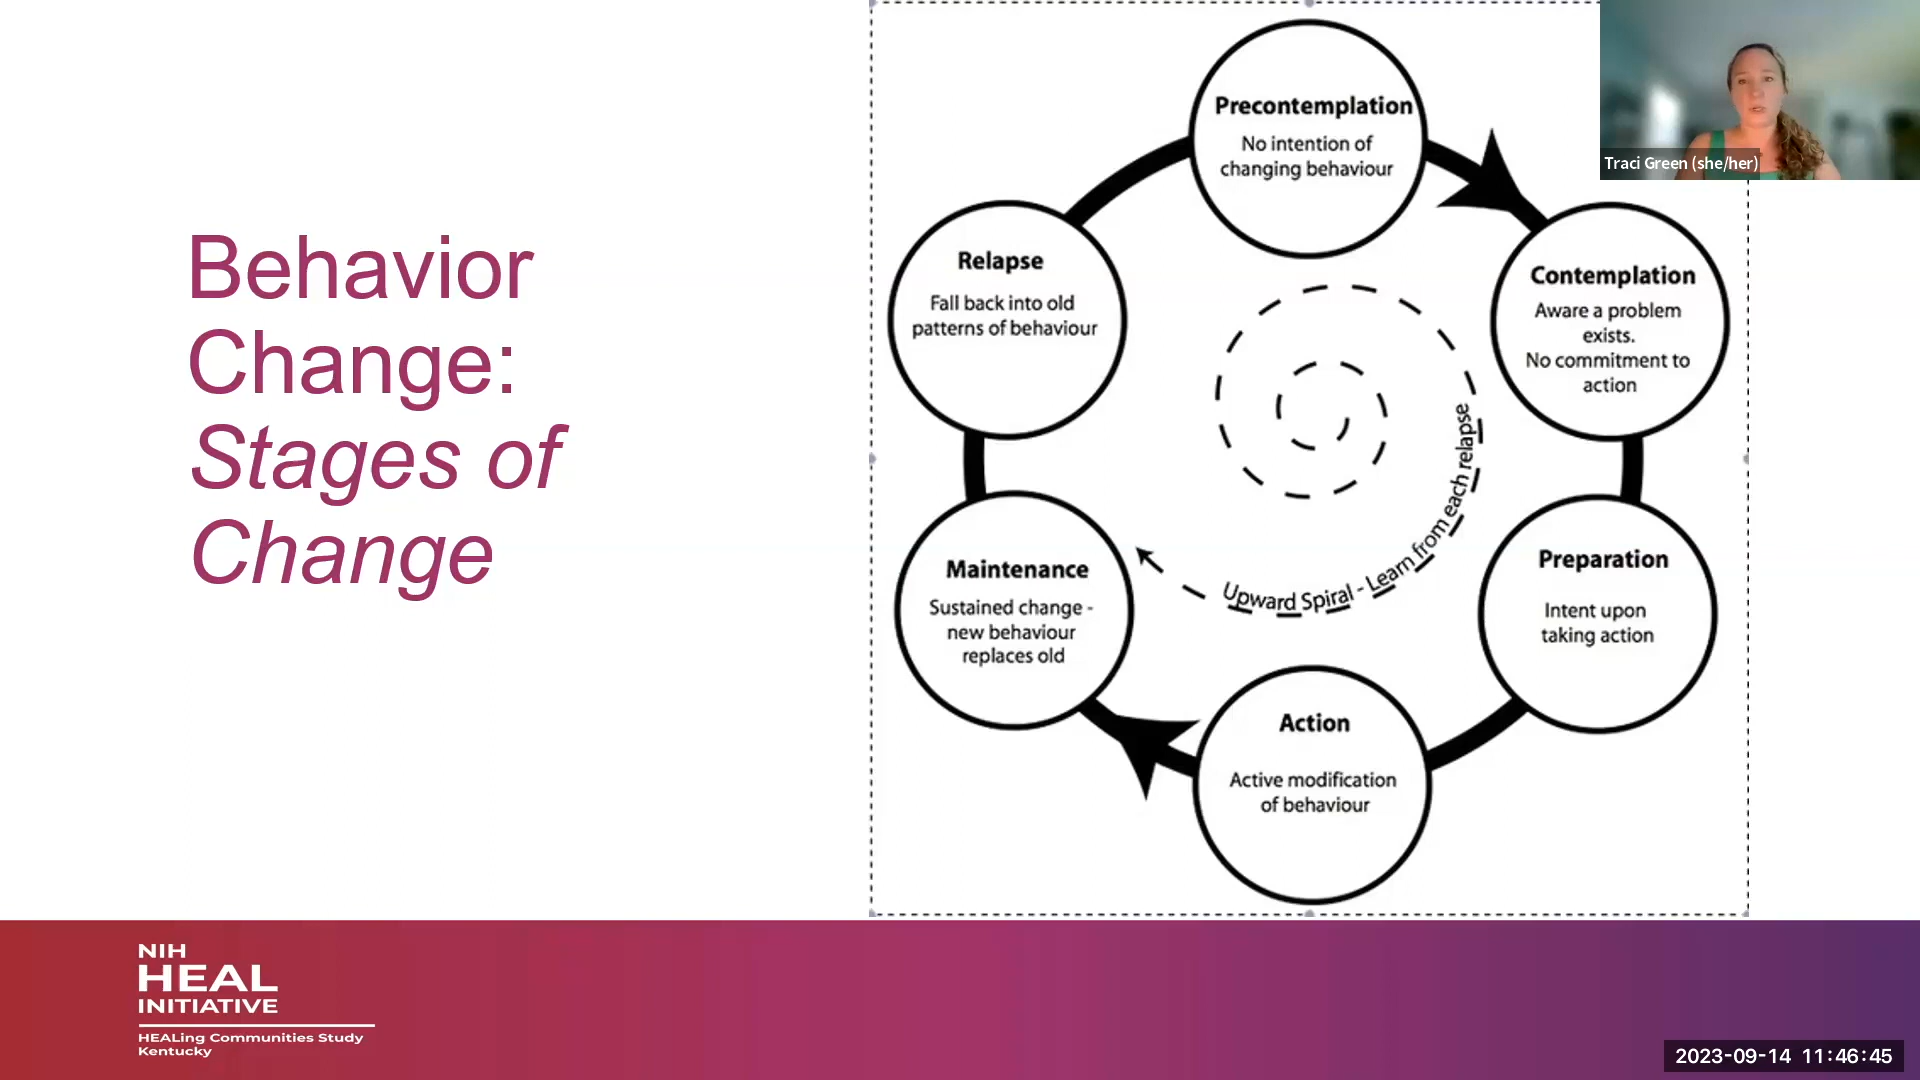 Behavior
Change:
Stages of
Change
Precontemplation
No intention of
changing behaviour
Contemplation
Aware a problem
exists.
No commitment to
action
Preparation
Intent upon
taking action
Action
Active modification
of behaviour
Maintenance
Sustained change -
new behaviour
replaces old
Relapse
Fall back into old
patterns of behaviour
Upward Spiral - Learn from each relapse
Traci Green (she/her)
NIH
HEAL
INITIATIVE
HEALing Communities Study
Kentucky
2023-09-14 11:46:45